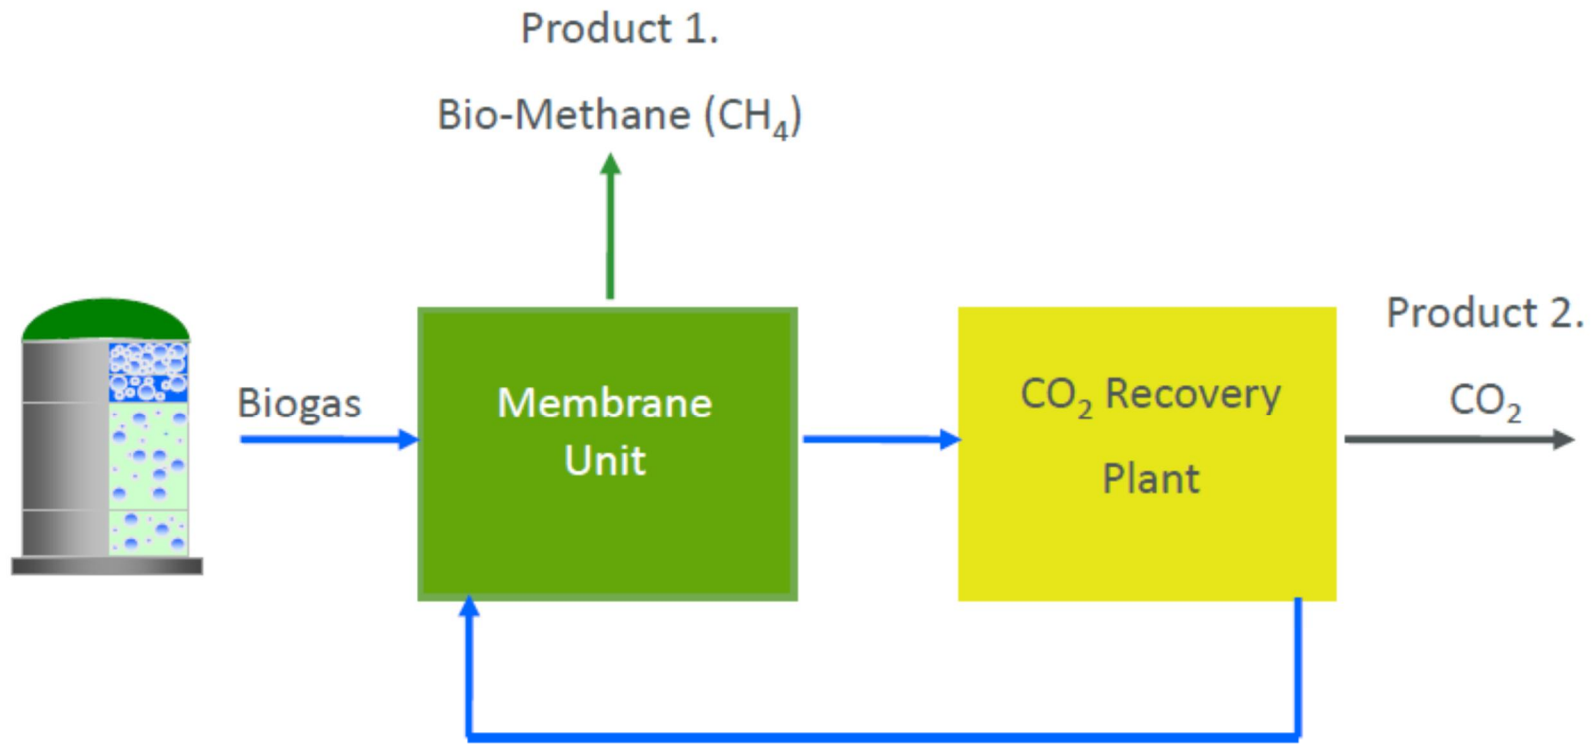 Product 1.
Bio-Methane (CH₄)
Biogas
Membrane
Unit
CO₂ Recovery
Plant
Product 2.
CO₂